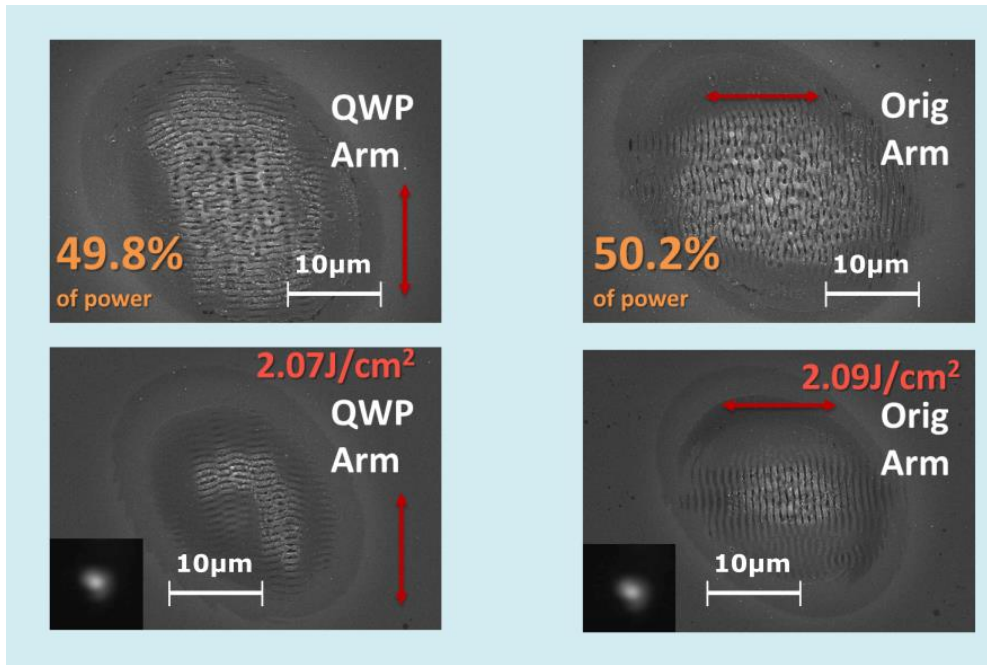 QWP
Arm
49.8%
of power
10μm
Orig
Arm
50.2%
of power
10μm
2.07J/cm²
QWP
Arm
10μm
2.09J/cm²
Orig
Arm
10μm